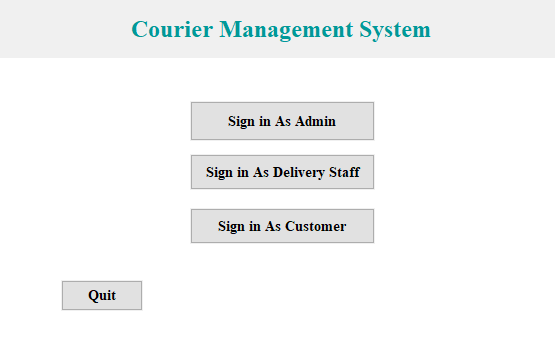 Courier Management System
Sign in As Admin
Sign in As Delivery Staff
Sign in As Customer
Quit